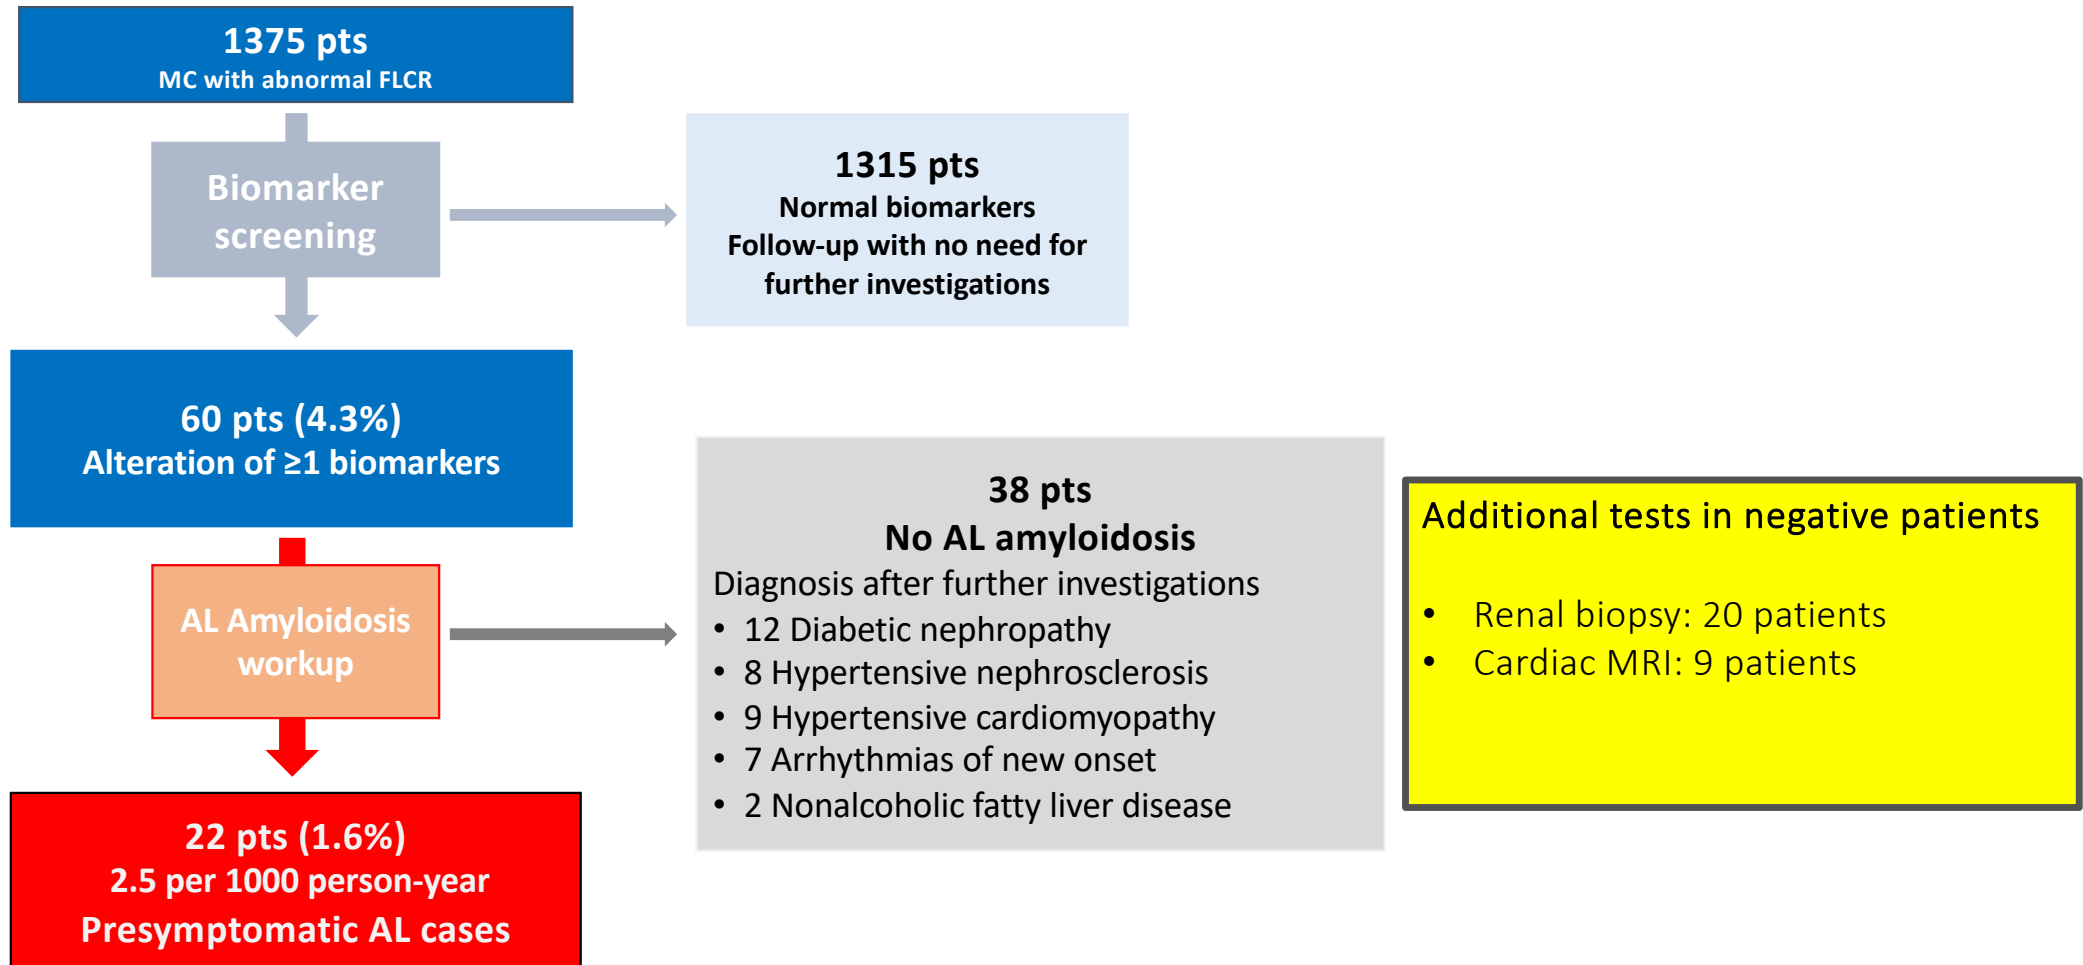 1375 pts
MC with abnormal FLCR
Biomarker
screening
1315 pts
Normal biomarkers
Follow-up with no need for
further investigations
60 pts (4.3%)
Alteration of ≥1 biomarkers
AL Amyloidosis
workup
38 pts
No AL amyloidosis
Diagnosis after further investigations
• 12 Diabetic nephropathy
• 8 Hypertensive nephrosclerosis
• 9 Hypertensive cardiomyopathy
• 7 Arrhythmias of new onset
• 2 Nonalcoholic fatty liver disease
Additional tests in negative patients
• Renal biopsy: 20 patients
• Cardiac MRI: 9 patients
22 pts (1.6%)
2.5 per 1000 person-year
Presymptomatic AL cases